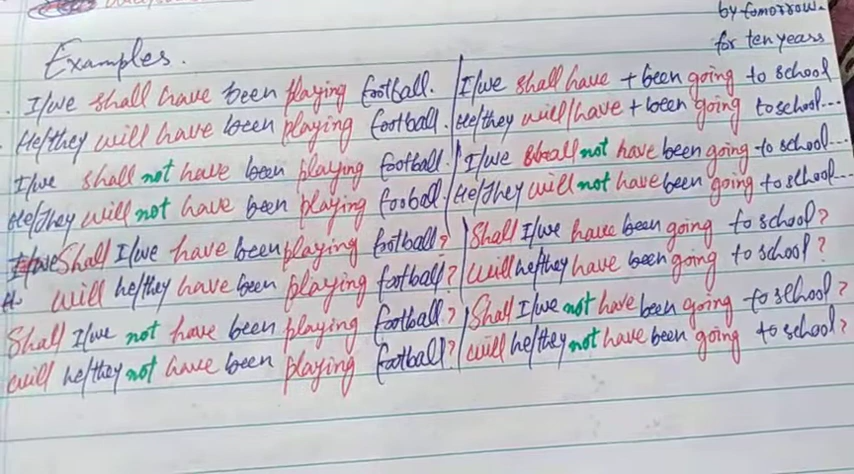 by tomorrow.
for ten years
Examples.
I/we shall have been playing football. I/we shall have + been going to school
He/they will have been playing football. He/they will/have + been going to school...
I/we shall not have been playing football. I/we shall not have been going to school...
He/they will not have been playing fooball. He/They will not have been going to school...
I/we Shall I/we have been playing football? Shall I/we have been going to school?
H. will he/they have been playing football? will he/they have been going to school?
Shall I/we not have been playing football? Shall I/we not have been going to school?
will he/they not have been playing football? will he/they not have been going to school?